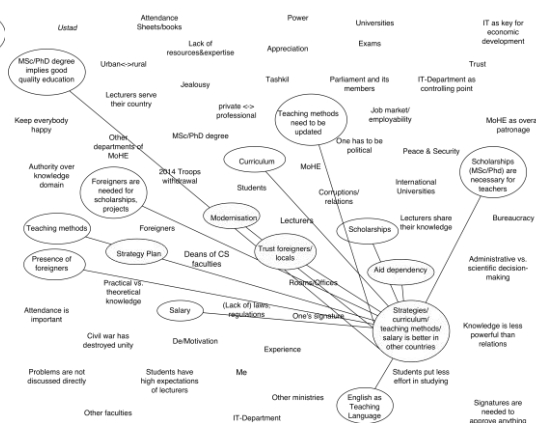 Ustad
Attendance
Sheets/books
Power
Universities
IT as key for
economic
development
Lack of
resources&expertise
Appreciation
Exams
MSc/PhD degree
implies good
quality education
Urban<->rural
Trust
Jealousy
Tashkil
Parliament and its
members
IT-Department as
controlling point
Lecturers serve
their country
private <->
professional
Teaching methods
need to be
updated
Job market/
employability
Keep everybody
happy
MoHE as overa
patronage
Other
departments of
MoHE
MSc/PhD degree
One has to be
political
Peace & Security
Authority over
knowledge
domain
2014 Troops
withdrawal
Curriculum
MoHE
Scholarships
(MSc/Phd) are
necessary for
teachers
Foreigners are
needed for
scholarships,
projects
Students
Corruptions/
relations
International
Universities
Teaching methods
Foreigners
Modernisation
Lecturers
Scholarships
Lecturers share
their knowledge
Bureaucracy
Strategy Plan
Deans of CS
faculties
Trust foreigners/
locals
Presence of
foreigners
Aid dependency
Administrative vs.
scientific decision-
making
Practical vs.
theoretical
knowledge
Rooms/Offices
Attendance is
important
Salary
(Lack of) laws,
regulations
One's signature
Strategies/
curriculum/
teaching methods/
salary is better in
other countries
Knowledge is less
powerful than
relations
Civil war has
destroyed unity
De/Motivation
Experience
Problems are not
discussed directly
Students have
high expectations
of lecturers
Me
Students put less
effort in studying
Other faculties
Other ministries
English as
Teaching
Language
IT-Department
Signatures are
needed to
approve anything